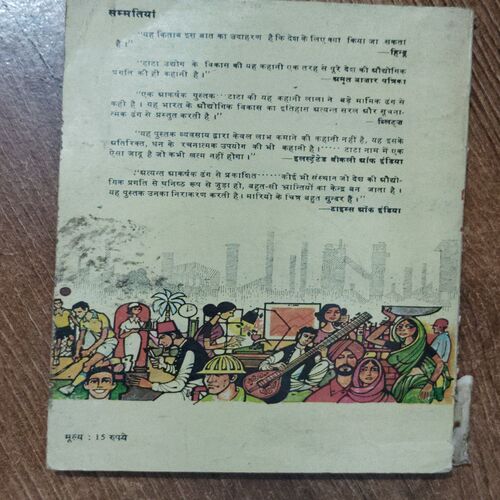 सम्मतियां
"यह किताब इस बात का उदाहरण है कि देश के लिए क्या किया जा सकता
है।"
—हिन्दू
"टाटा उद्योग के विकास की यह कहानी एक तरह से पूरे देश की औद्योगिक
प्रगति की ही कहानी है।"
—अमृत बाजार पत्रिका
"एक आकर्षक पुस्तक····टाटा की यह कहानी लाला ने बड़े मार्मिक ढंग से
कही है। यह भारत के औद्योगिक विकास का इतिहास अत्यन्त सरल और सूचना-
त्मक ढंग से प्रस्तुत करती है।"
—ब्लिट्ज
"यह पुस्तक व्यवसाय द्वारा केवल लाभ कमाने की कहानी नहीं है, यह इसके
अतिरिक्त, धन के रचनात्मक उपयोग की भी कहानी है।····टाटा नाम में एक
ऐसा जादू है जो कभी खत्म नहीं होगा।"
—इलस्ट्रेटेड वीकली ऑफ इंडिया
"अत्यन्त आकर्षक ढंग से प्रकाशित····कोई भी संस्थान जो देश की औद्यो-
गिक प्रगति से घनिष्ठ रूप से जुड़ा हो, बहुत-सी भ्रान्तियों का केन्द्र बन जाता है।
यह पुस्तक उनका निराकरण करती है। मारियो के चित्र बहुत सुन्दर हैं।"
—टाइम्स ऑफ इंडिया
मूल्य : 15 रुपये